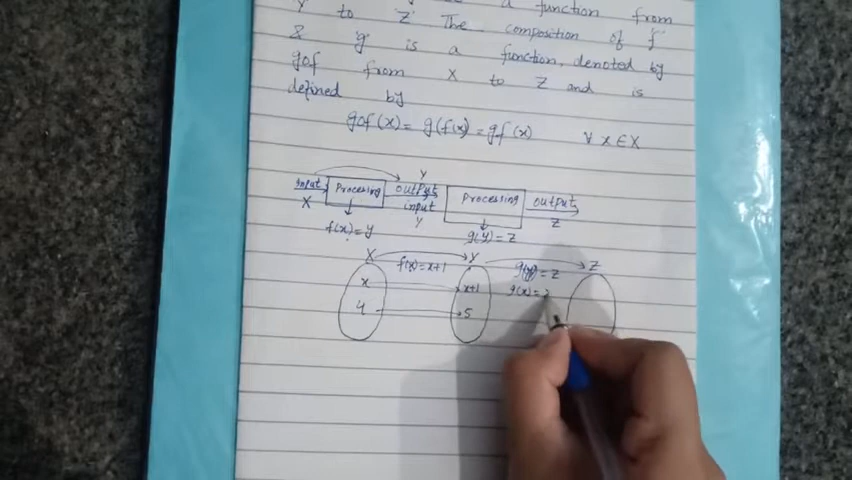 a function from
Y to Z. The composition of f
& g is a function, denoted by
gof from X to Z and is
defined by
gof(x) = g(f(x)) = gf(x) ∀ x ∈ X
input Processing output Y Processing output
X input Y Z
f(x) = y g(y) = z
X f(x) = x+1 Y g(y) = z Z
x x+1 g(x) =
4 5